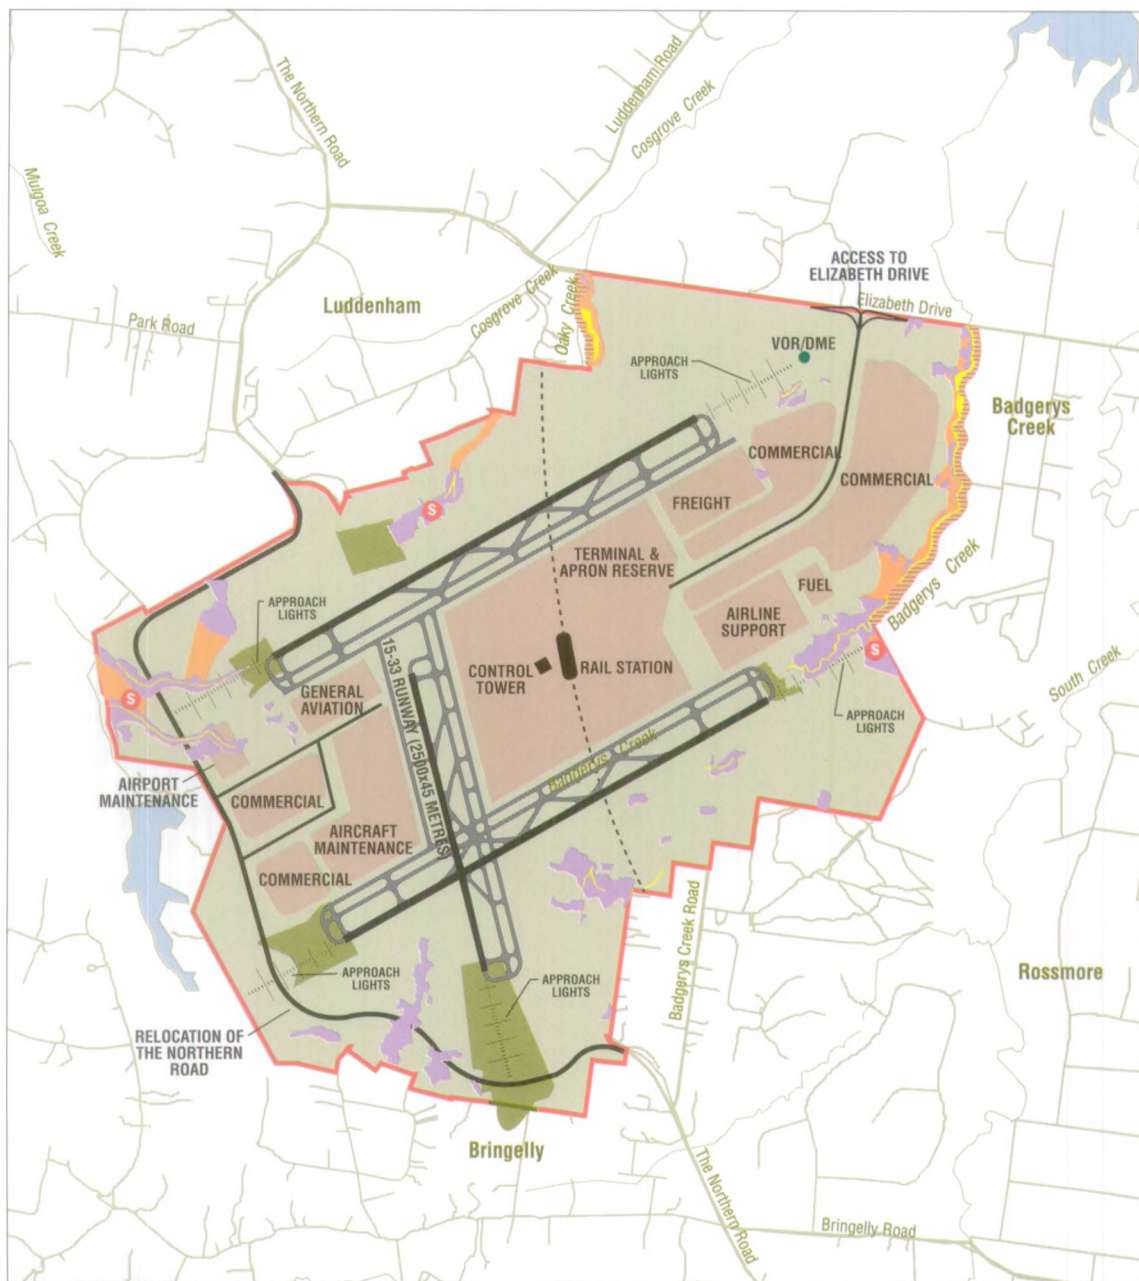 The Northern Road
Luddenham Road
Cosgrove Creek
Mulgoa Creek
ACCESS TO
ELIZABETH DRIVE
Elizabeth Drive
Luddenham
Park Road
Cosgrove Creek
Oaky Creek
VOR/DME
APPROACH
LIGHTS
Badgerys
Creek
COMMERCIAL
COMMERCIAL
FREIGHT
S
TERMINAL &
APRON RESERVE
FUEL
AIRLINE
SUPPORT
Badgerys Creek
APPROACH
LIGHTS
S
15-33 RUNWAY (2500x45 METRES)
CONTROL
TOWER
RAIL STATION
South Creek
S
GENERAL
AVIATION
APPROACH
LIGHTS
Badgerys Creek
AIRPORT
MAINTENANCE
COMMERCIAL
AIRCRAFT
MAINTENANCE
COMMERCIAL
Badgerys Creek Road
APPROACH
LIGHTS
APPROACH
LIGHTS
Rossmore
RELOCATION OF
THE NORTHERN
ROAD
Bringelly
The Northern Road
Bringelly Road